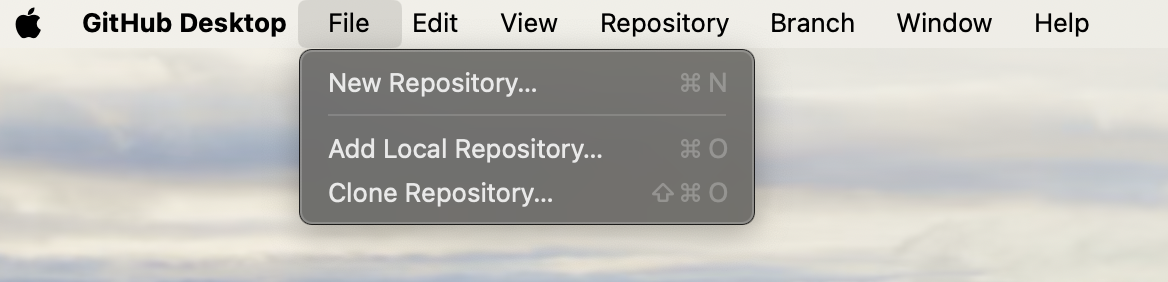 GitHub Desktop File Edit View Repository Branch Window Help
New Repository... ⌘ N
Add Local Repository... ⌘ O
Clone Repository... ⇧ ⌘ O